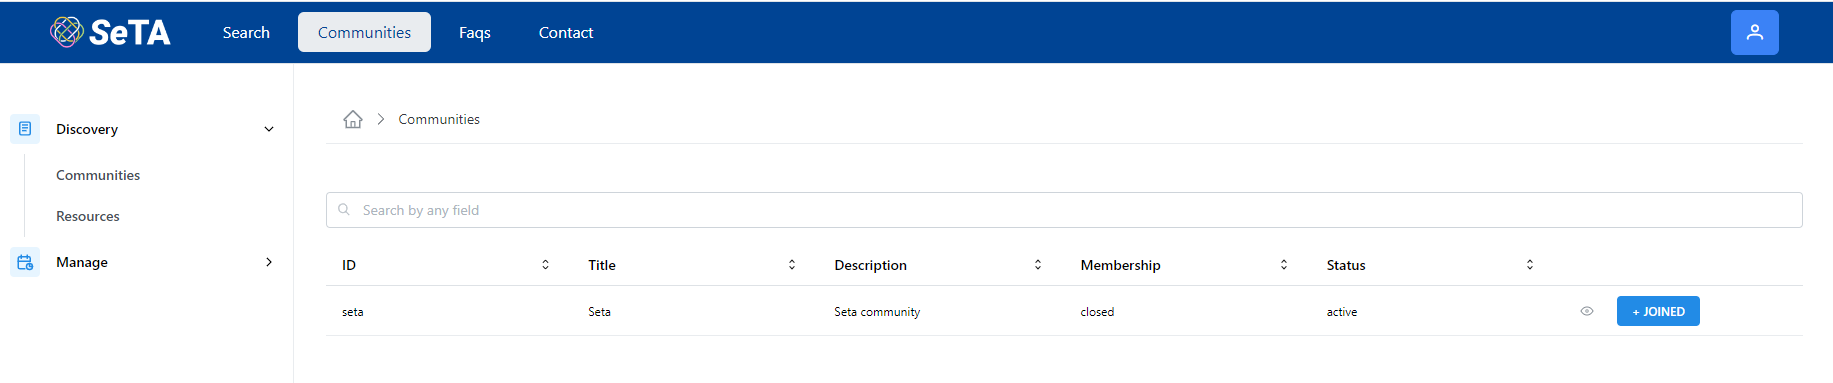 SeTA Search Communities Faqs Contact
Communities
Discovery
Communities
Resources
Manage
Search by any field
ID Title Description Membership Status
seta Seta Seta community closed active + JOINED